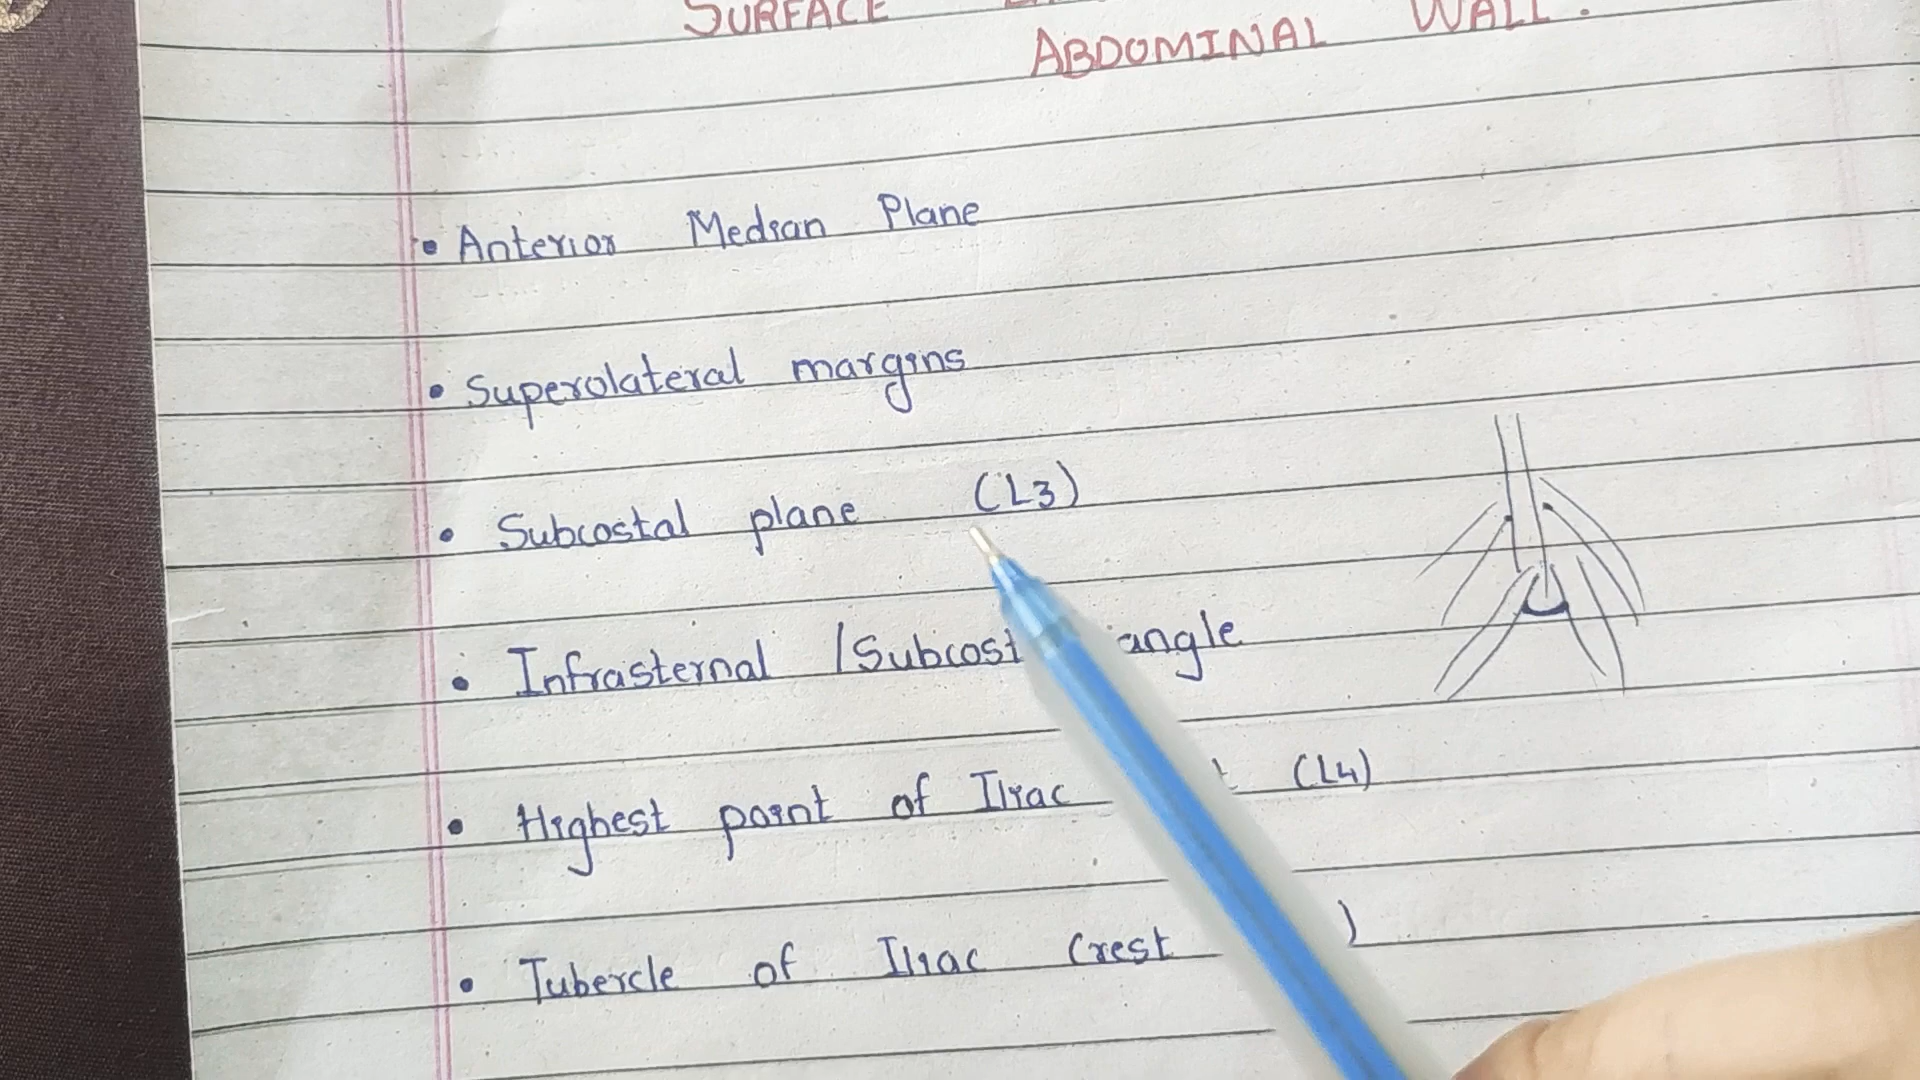 SURFACE
ABDOMINAL WALL.
• Anterior Median Plane
• Superolateral margins
• Subcostal plane (L3)
• Infrasternal /Subcost angle
• Highest point of Iliac (L4)
• Tubercle of Iliac Crest )